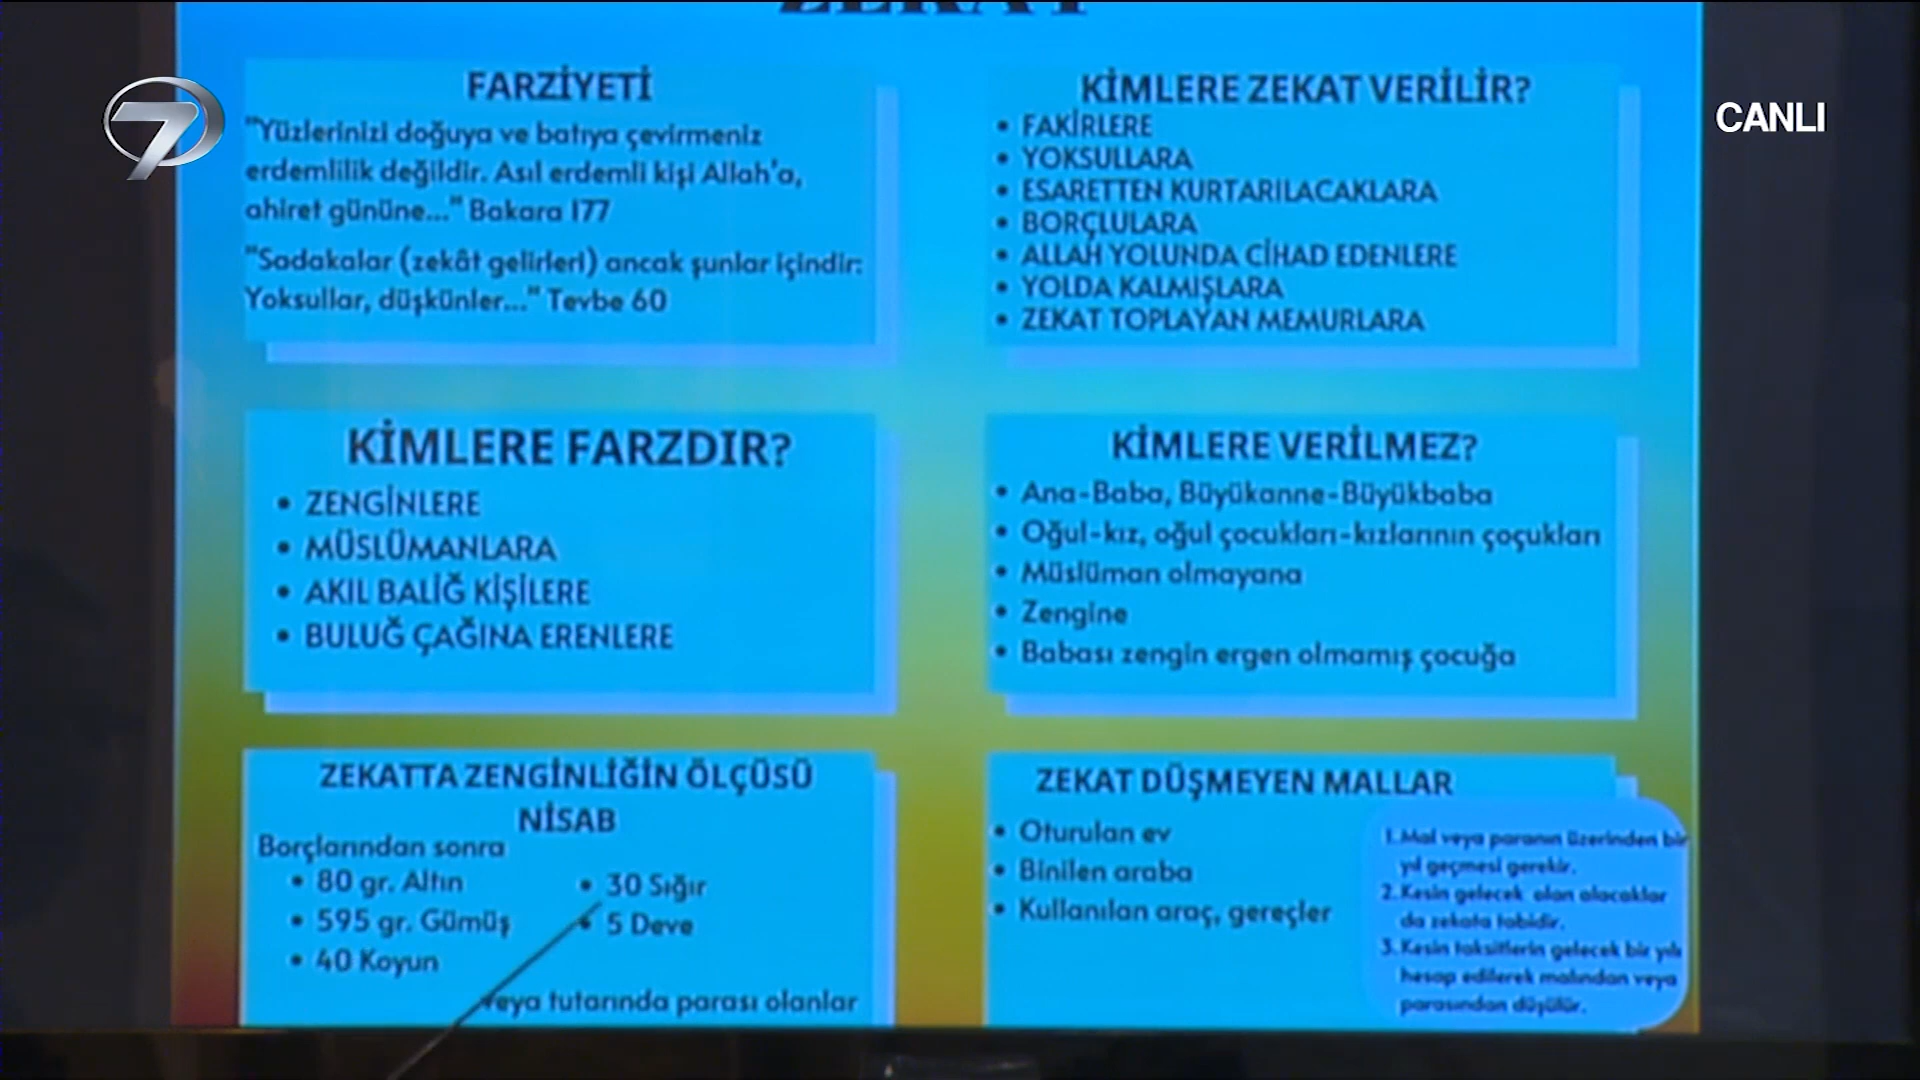 ZEKAT
7
CANLI
FARZİYETİ
"Yüzlerinizi doğuya ve batıya çevirmeniz
erdemlilik değildir. Asıl erdemli kişi Allah'a,
ahiret gününe..." Bakara 177
"Sadakalar (zekât gelirleri) ancak şunlar içindir:
Yoksullar, düşkünler..." Tevbe 60
KİMLERE ZEKAT VERİLİR?
• FAKİRLERE
• YOKSULLARA
• ESARETTEN KURTARILACAKLARA
• BORÇLULARA
• ALLAH YOLUNDA CİHAD EDENLERE
• YOLDA KALMIŞLARA
• ZEKAT TOPLAYAN MEMURLARA
KİMLERE FARZDIR?
• ZENGİNLERE
• MÜSLÜMANLARA
• AKIL BALİĞ KİŞİLERE
• BULUĞ ÇAĞINA ERENLERE
KİMLERE VERİLMEZ?
• Ana-Baba, Büyükanne-Büyükbaba
• Oğul-kız, oğul çocukları-kızlarının çoçukları
• Müslüman olmayana
• Zengine
• Babası zengin ergen olmamış çocuğa
ZEKATTA ZENGİNLİĞİN ÖLÇÜSÜ
NİSAB
Borçlarından sonra
• 80 gr. Altın
• 595 gr. Gümüş
• 40 Koyun
• 30 Sığır
• 5 Deve
veya tutarında parası olanlar
ZEKAT DÜŞMEYEN MALLAR
• Oturulan ev
• Binilen araba
• Kullanılan araç, gereçler
1. Mal veya paranın üzerinden bir
yıl geçmesi gerekir.
2. Kesin gelecek olan alacaklar
da zekata tabidir.
3. Kesin taksitlerin gelecek bir yılı
hesap edilerek malından veya
parasından düşülür.